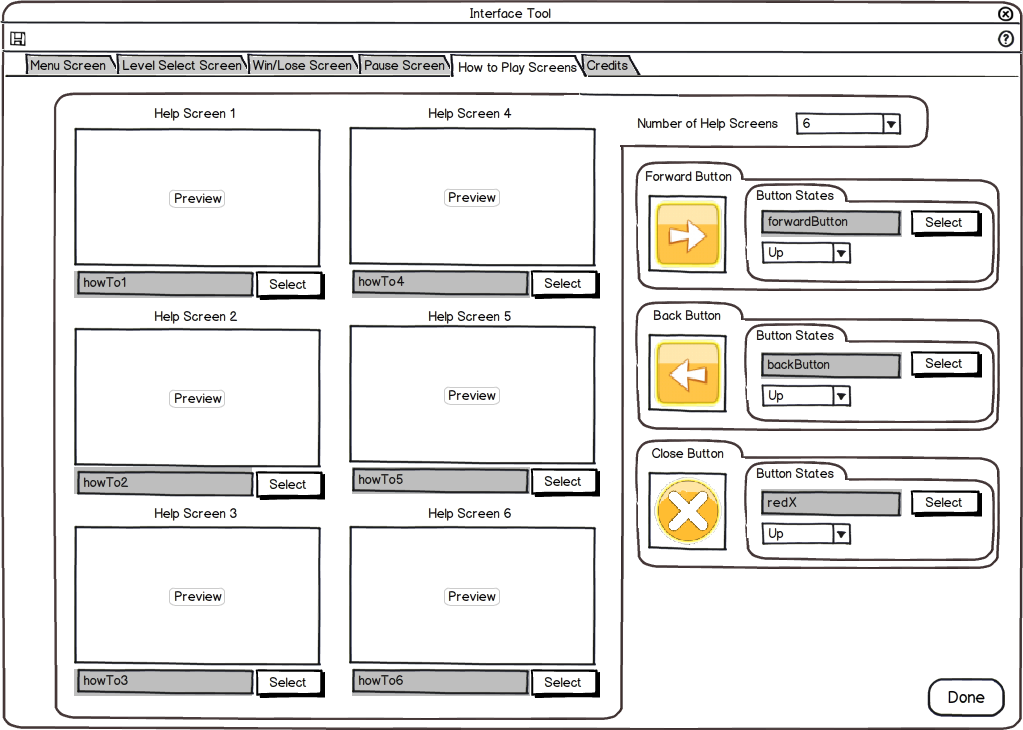 Interface Tool
Menu Screen
Level Select Screen
Win/Lose Screen
Pause Screen
How to Play Screens
Credits
Help Screen 1
Preview
howTo1
Select
Help Screen 4
Preview
howTo4
Select
Help Screen 2
Preview
howTo2
Select
Help Screen 5
Preview
howTo5
Select
Help Screen 3
Preview
howTo3
Select
Help Screen 6
Preview
howTo6
Select
Number of Help Screens
6
Forward Button
Button States
forwardButton
Select
Up
Back Button
Button States
backButton
Select
Up
Close Button
Button States
redX
Select
Up
Done